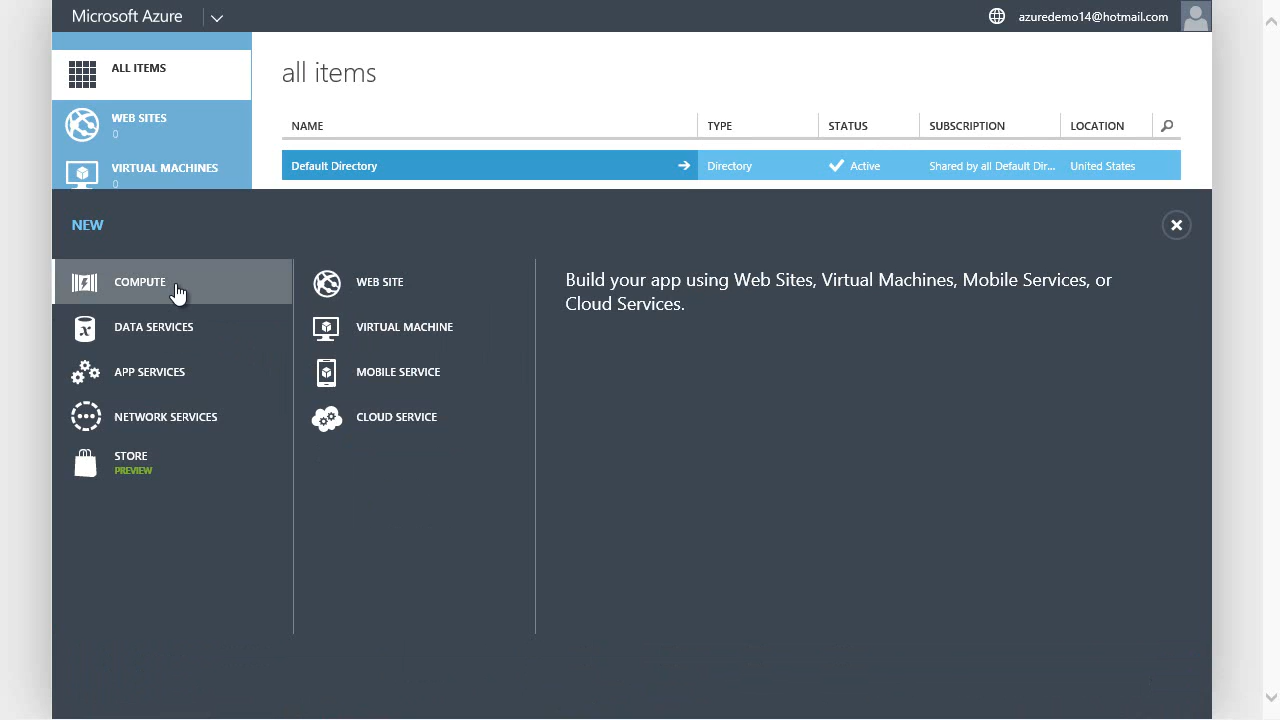 Microsoft Azure
azuredemo14@hotmail.com
ALL ITEMS
WEB SITES
0
VIRTUAL MACHINES
0
all items
NAME TYPE STATUS SUBSCRIPTION LOCATION
Default Directory Directory Active Shared by all Default Dir... United States
NEW
COMPUTE
DATA SERVICES
APP SERVICES
NETWORK SERVICES
STORE
PREVIEW
WEB SITE
VIRTUAL MACHINE
MOBILE SERVICE
CLOUD SERVICE
Build your app using Web Sites, Virtual Machines, Mobile Services, or
Cloud Services.